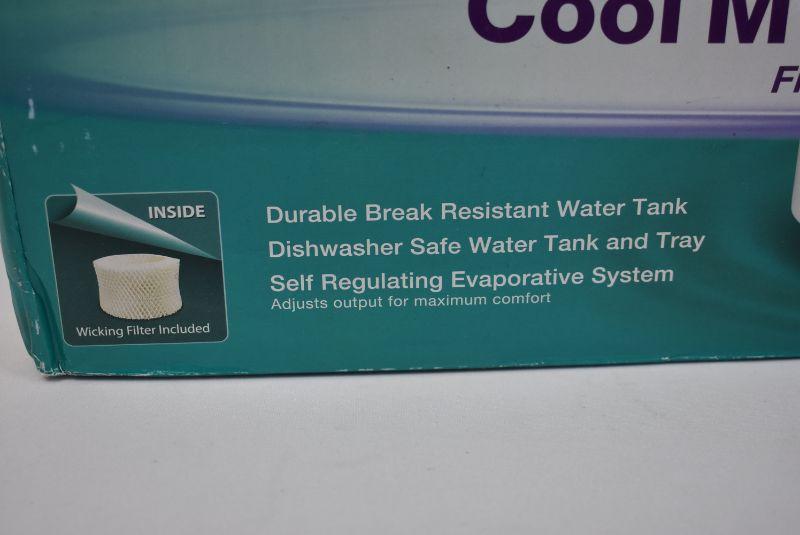 Cool M
INSIDE
Wicking Filter Included
Durable Break Resistant Water Tank
Dishwasher Safe Water Tank and Tray
Self Regulating Evaporative System
Adjusts output for maximum comfort